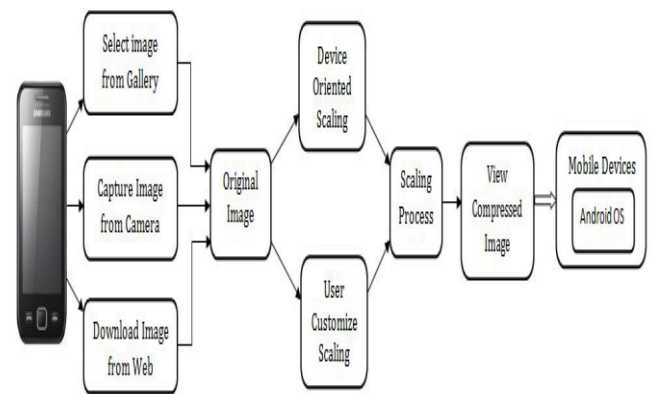 SAMSUNG
Select image
from Gallery
Capture Image
from Camera
Download Image
from Web
Original
Image
Device
Oriented
Scaling
User
Customize
Scaling
Scaling
Process
View
Compressed
Image
Mobile Devices
Android OS